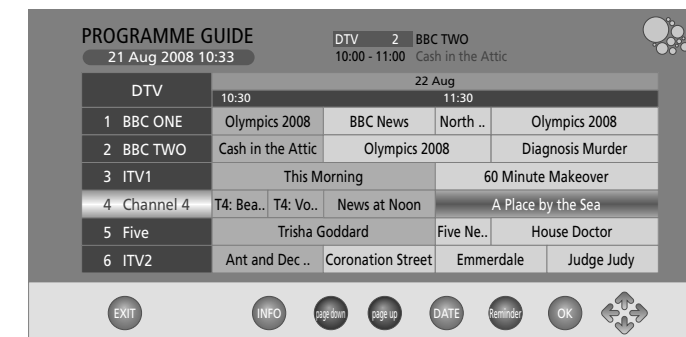 PROGRAMME GUIDE
21 Aug 2008 10:33
DTV 2 BBC TWO
10:00 - 11:00 Cash in the Attic
DTV
22 Aug
10:30 11:30
1 BBC ONE Olympics 2008 BBC News North .. Olympics 2008
2 BBC TWO Cash in the Attic Olympics 2008 Diagnosis Murder
3 ITV1 This Morning 60 Minute Makeover
4 Channel 4 T4: Bea.. T4: Vo.. News at Noon A Place by the Sea
5 Five Trisha Goddard Five Ne.. House Doctor
6 ITV2 Ant and Dec .. Coronation Street Emmerdale Judge Judy
EXIT INFO page down page up DATE Reminder OK